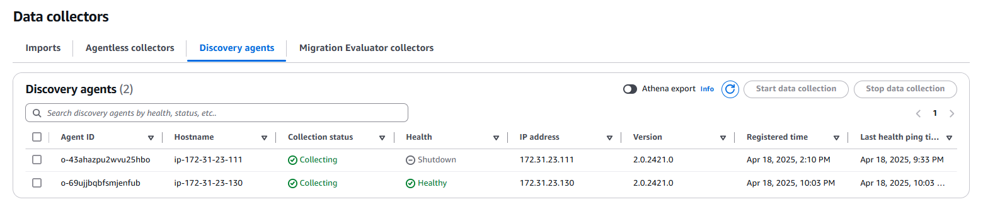 Data collectors
Imports Agentless collectors Discovery agents Migration Evaluator collectors
Discovery agents (2) Athena export Info Start data collection Stop data collection
Search discovery agents by health, status, etc.. 1
Agent ID Hostname Collection status Health IP address Version Registered time Last health ping ti...
o-43ahazpu2wvu25hbo ip-172-31-23-111 Collecting Shutdown 172.31.23.111 2.0.2421.0 Apr 18, 2025, 2:10 PM Apr 18, 2025, 9:33 PM
o-69ujjbqbfsmjenfub ip-172-31-23-130 Collecting Healthy 172.31.23.130 2.0.2421.0 Apr 18, 2025, 10:03 PM Apr 18, 2025, 10:03 ...